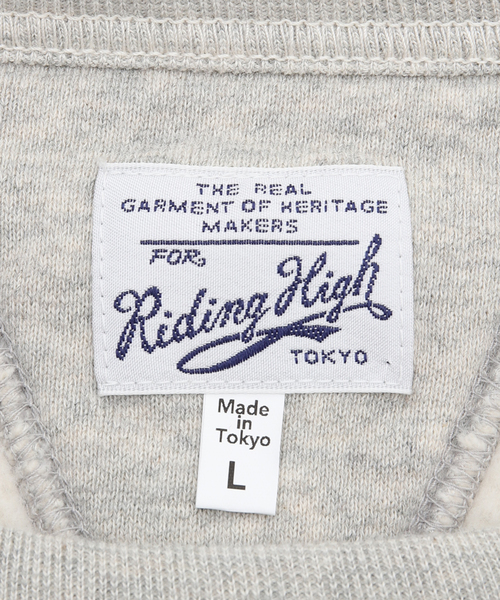 THE REAL
GARMENT OF HERITAGE
MAKERS
FOR,
Riding High
TOKYO
Made
in
Tokyo
L